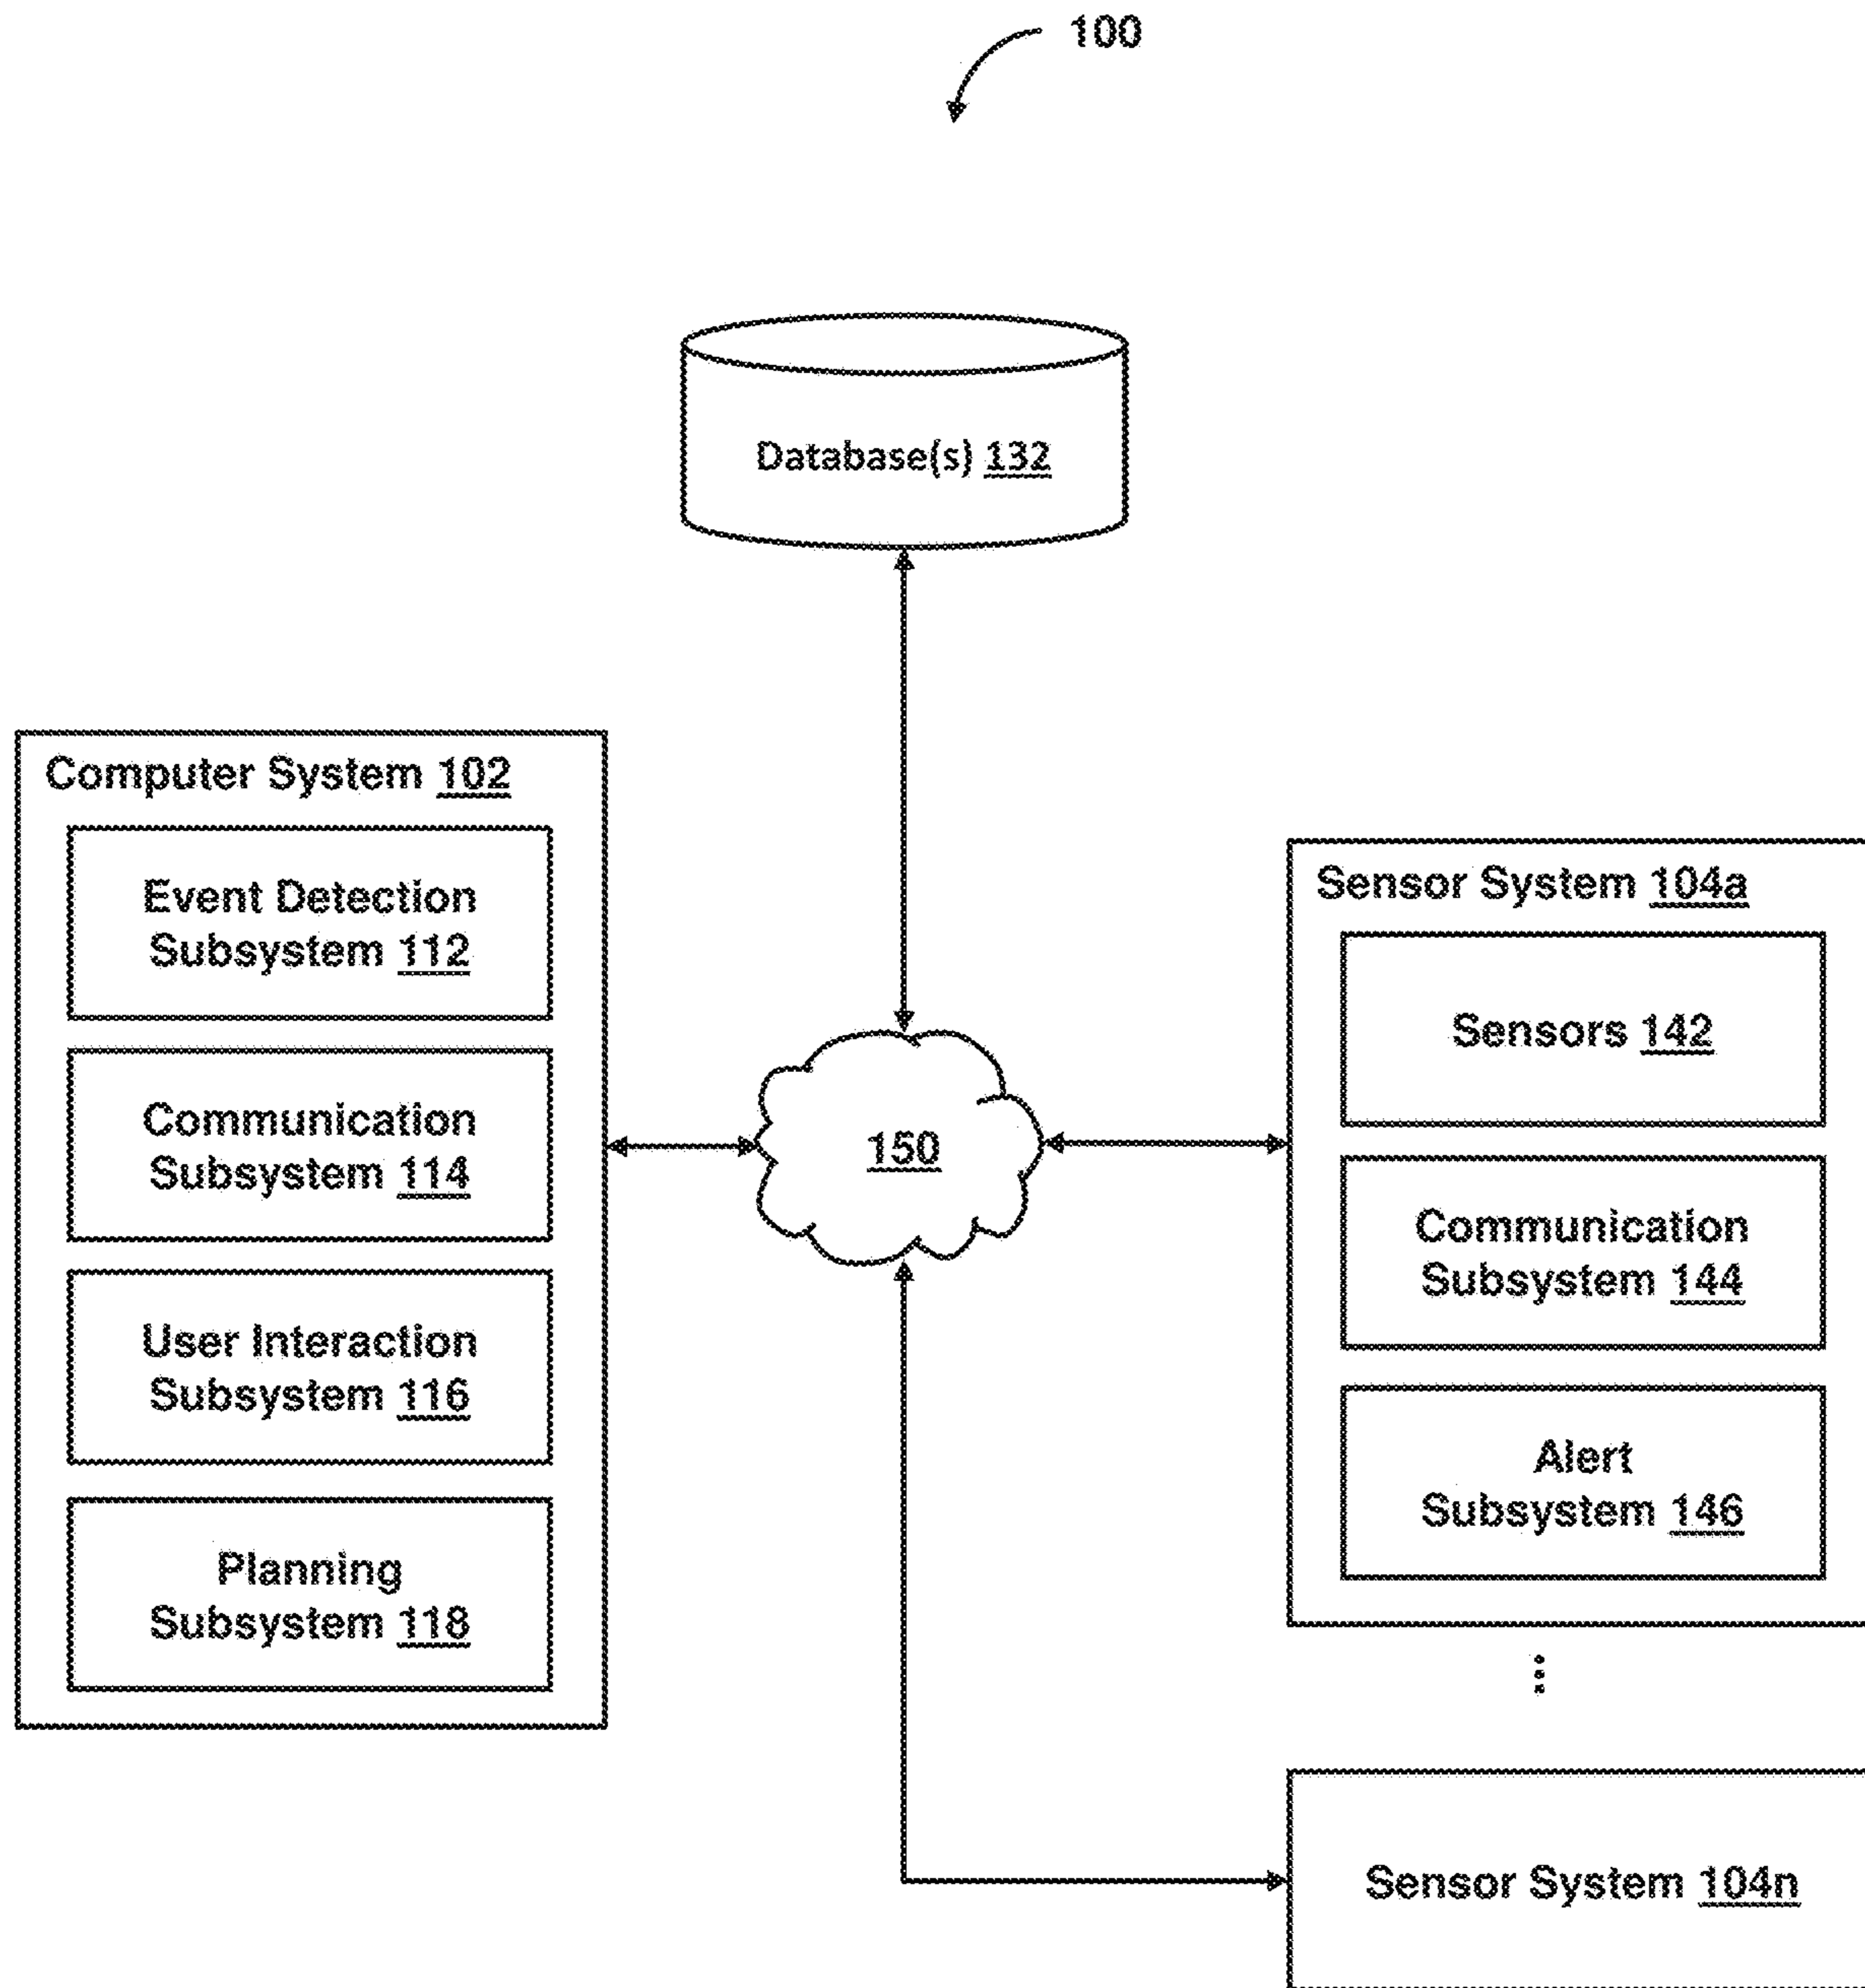 100
Database(s) 132
Computer System 102
Event Detection
Subsystem 112
Communication
Subsystem 114
User Interaction
Subsystem 116
Planning
Subsystem 118
150
Sensor System 104a
Sensors 142
Communication
Subsystem 144
Alert
Subsystem 146
Sensor System 104n